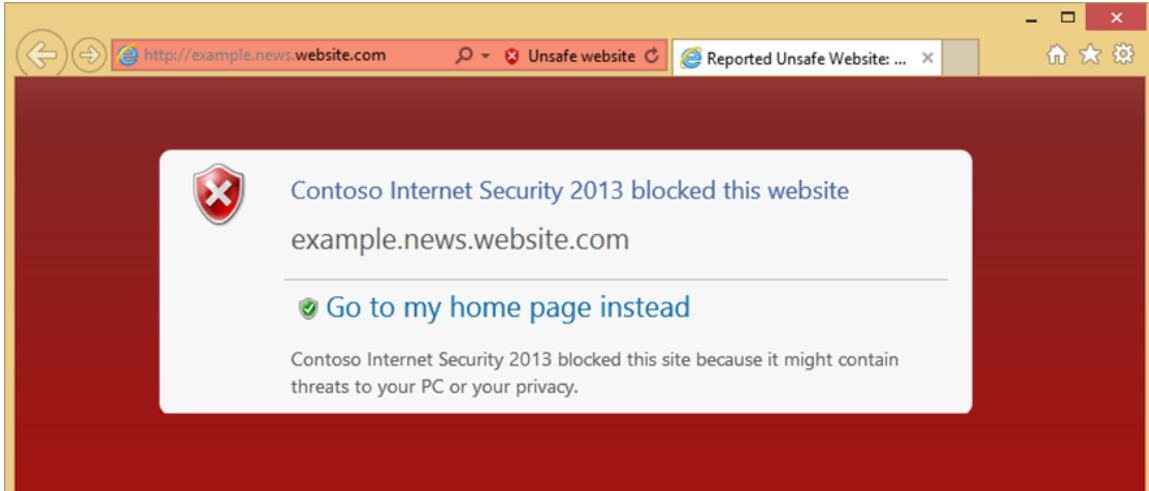 http://example.news.website.com Unsafe website Reported Unsafe Website: ...
Contoso Internet Security 2013 blocked this website
example.news.website.com
Go to my home page instead
Contoso Internet Security 2013 blocked this site because it might contain
threats to your PC or your privacy.